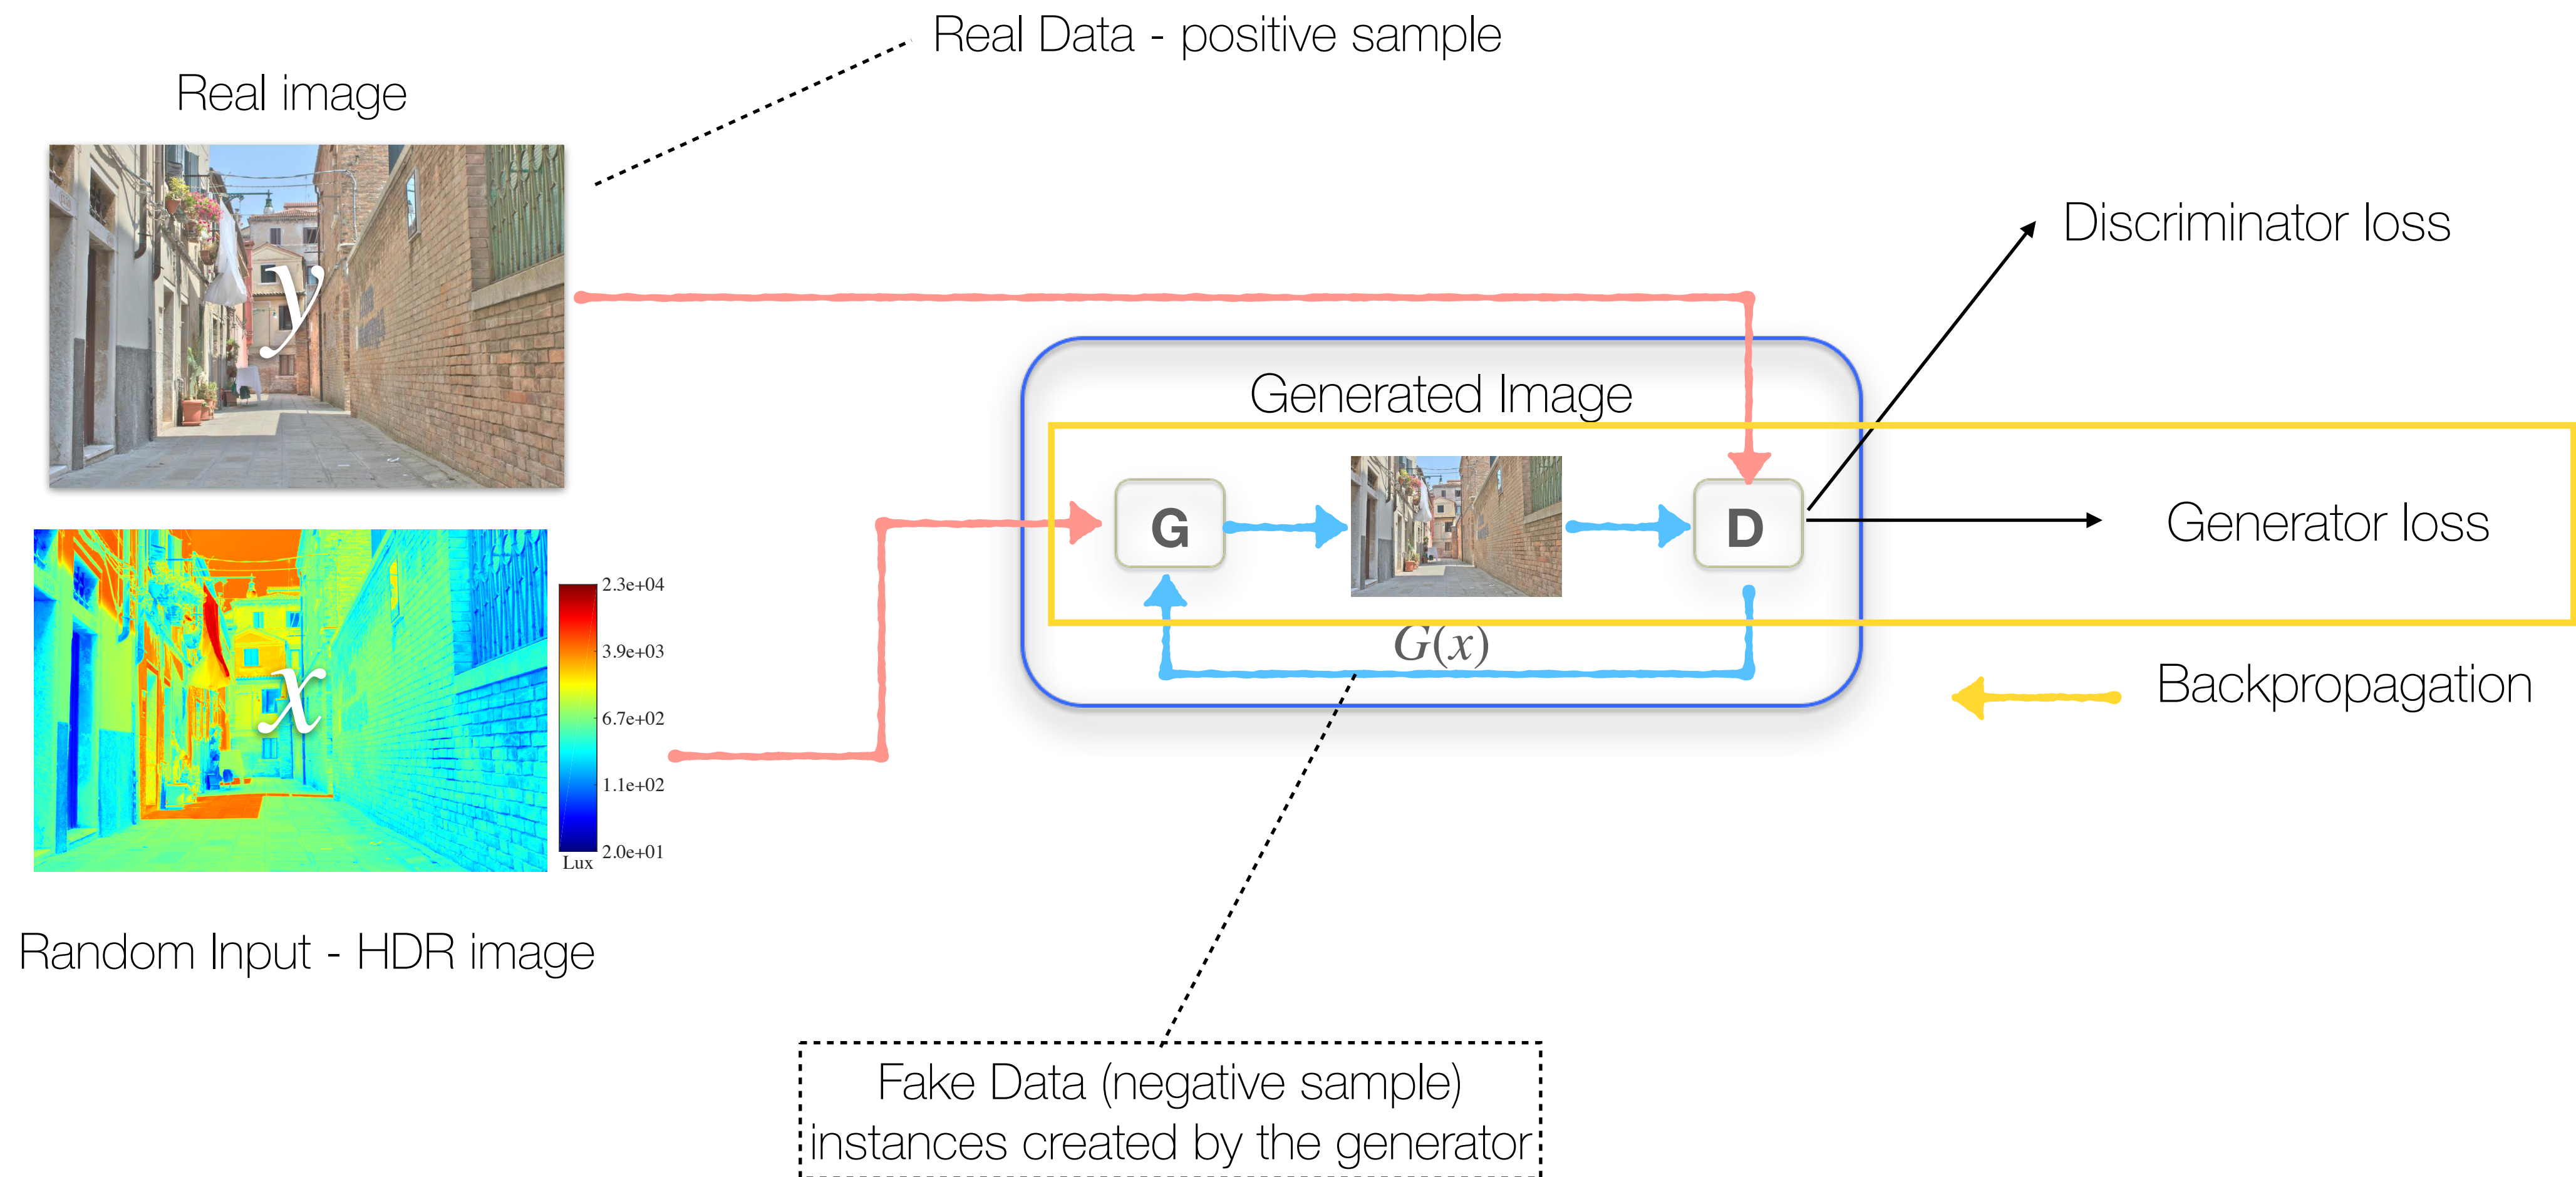 Real Data - positive sample
Real image
y
Discriminator loss
Generated Image
G
D
Generator loss
G(x)
Backpropagation
x
2.3e+04
3.9e+03
6.7e+02
1.1e+02
2.0e+01
Lux
Random Input - HDR image
Fake Data (negative sample)
instances created by the generator